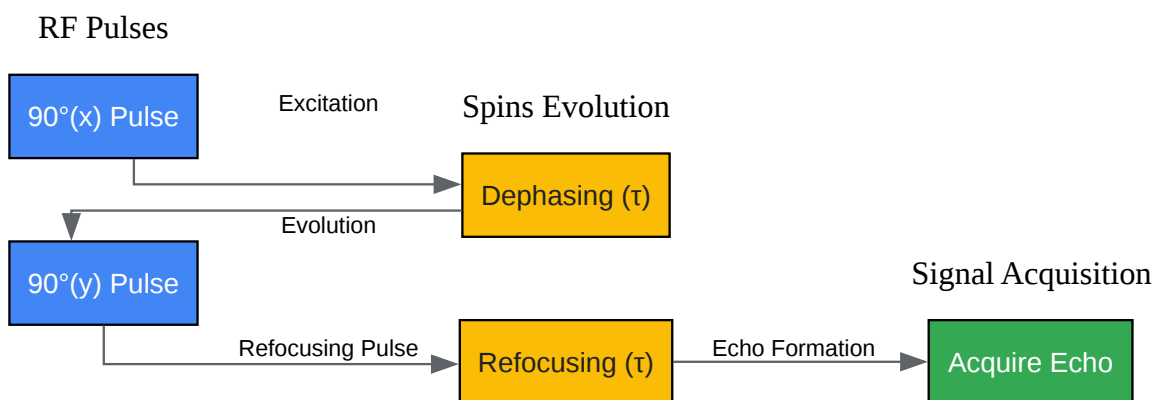 RF Pulses
90°(x) Pulse
Excitation
Spins Evolution
Dephasing (τ)
Evolution
90°(y) Pulse
Signal Acquisition
Refocusing Pulse
Refocusing (τ)
Echo Formation
Acquire Echo